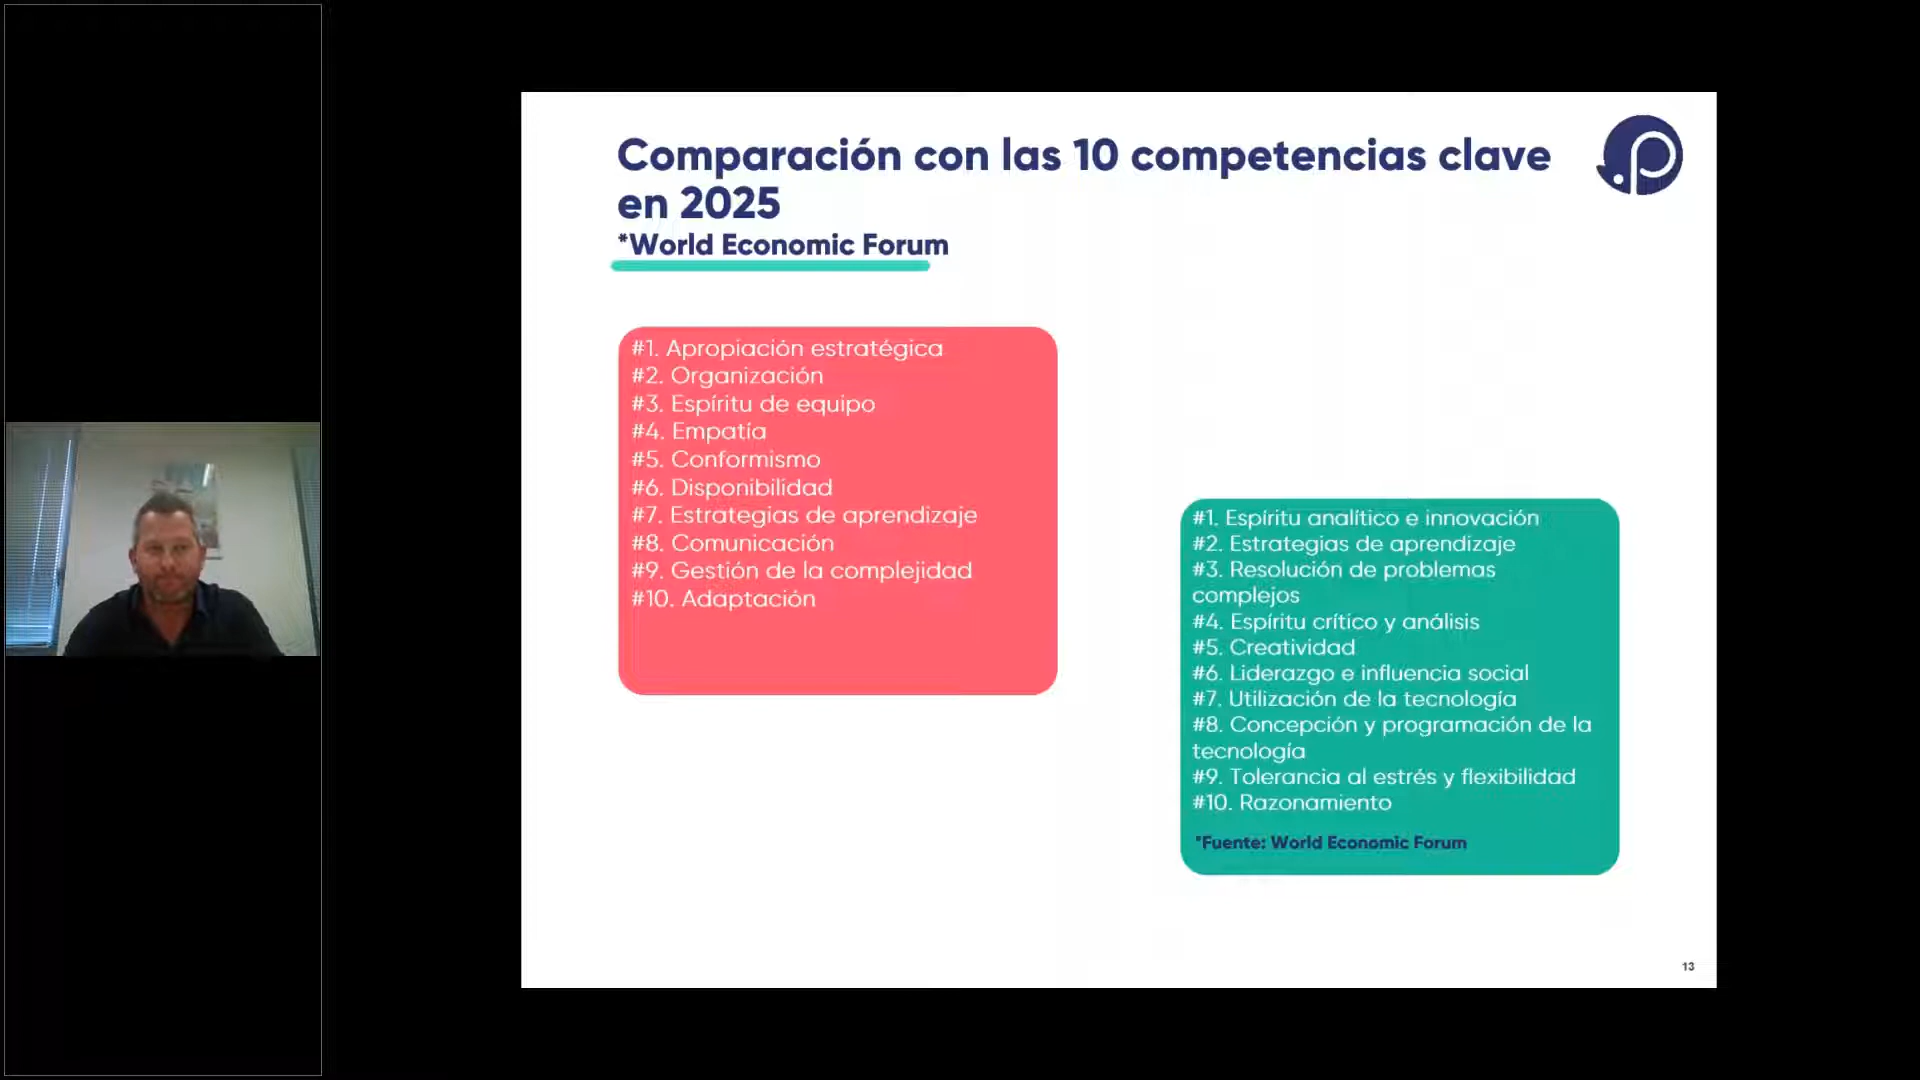 Comparación con las 10 competencias clave
en 2025
*World Economic Forum
#1. Apropiación estratégica
#2. Organización
#3. Espíritu de equipo
#4. Empatía
#5. Conformismo
#6. Disponibilidad
#7. Estrategias de aprendizaje
#8. Comunicación
#9. Gestión de la complejidad
#10. Adaptación
#1. Espíritu analítico e innovación
#2. Estrategias de aprendizaje
#3. Resolución de problemas
complejos
#4. Espíritu crítico y análisis
#5. Creatividad
#6. Liderazgo e influencia social
#7. Utilización de la tecnología
#8. Concepción y programación de la
tecnología
#9. Tolerancia al estrés y flexibilidad
#10. Razonamiento
*Fuente: World Economic Forum
13